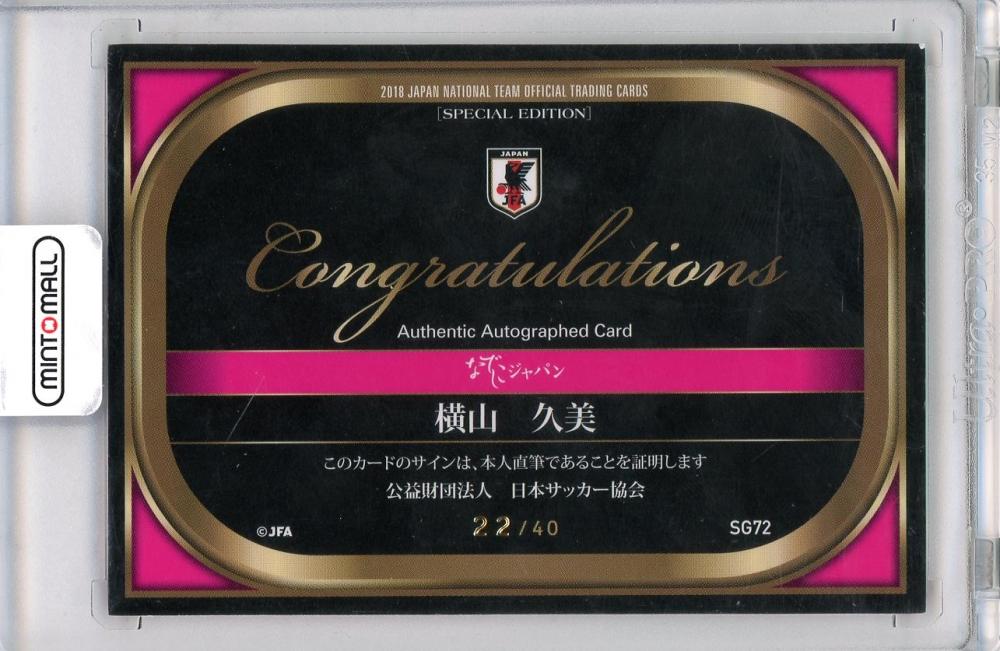 2018 JAPAN NATIONAL TEAM OFFICIAL TRADING CARDS
[SPECIAL EDITION]
JAPAN
JFA
Congratulations
Authentic Autographed Card
なでしこジャパン
横山 久美
このカードのサインは、本人直筆であることを証明します
公益財団法人 日本サッカー協会
©JFA
22/40
SG72
MINTMALL
UltraPRO®